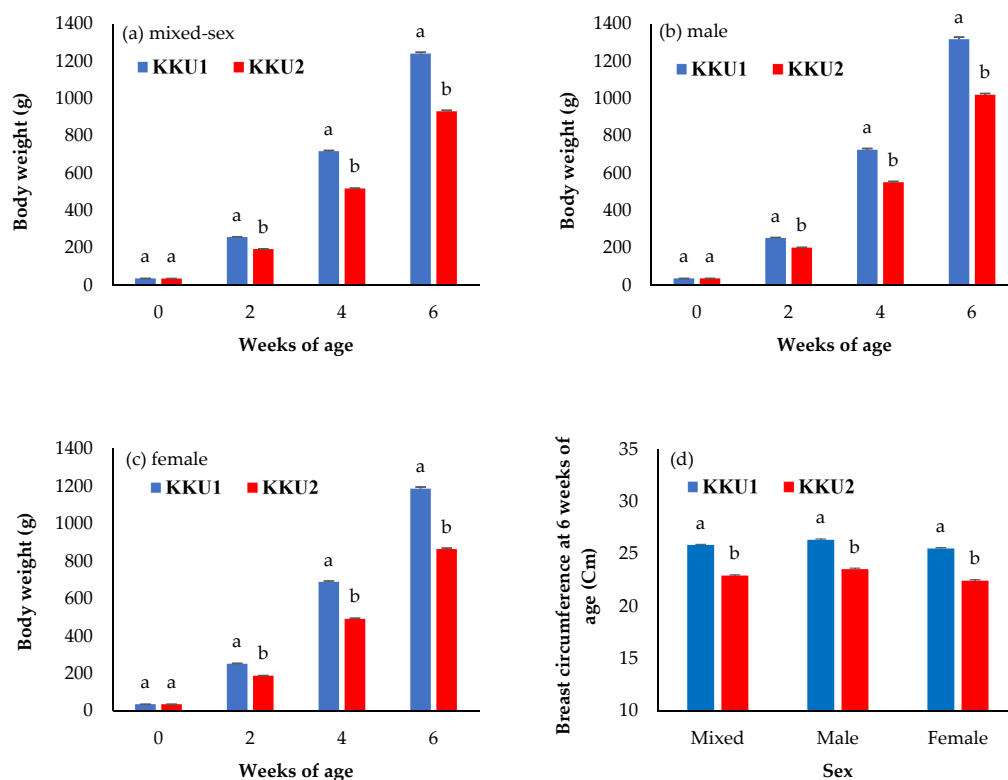 (a) mixed-sex
KKU1 KKU2
Body weight (g)
1400
1200
1000
800
600
400
200
0
a a
a b
a b
a b
0 2 4 6
Weeks of age
(b) male
KKU1 KKU2
Body weight (g)
1400
1200
1000
800
600
400
200
0
a a
a b
a b
a b
0 2 4 6
Weeks of age
(c) female
KKU1 KKU2
Body weight (g)
1400
1200
1000
800
600
400
200
0
a a
a b
a b
a b
0 2 4 6
Weeks of age
(d)
KKU1 KKU2
Breast circumference at 6 weeks of
age (Cm)
35
30
25
20
15
10
a b
a b
a b
Mixed Male Female
Sex